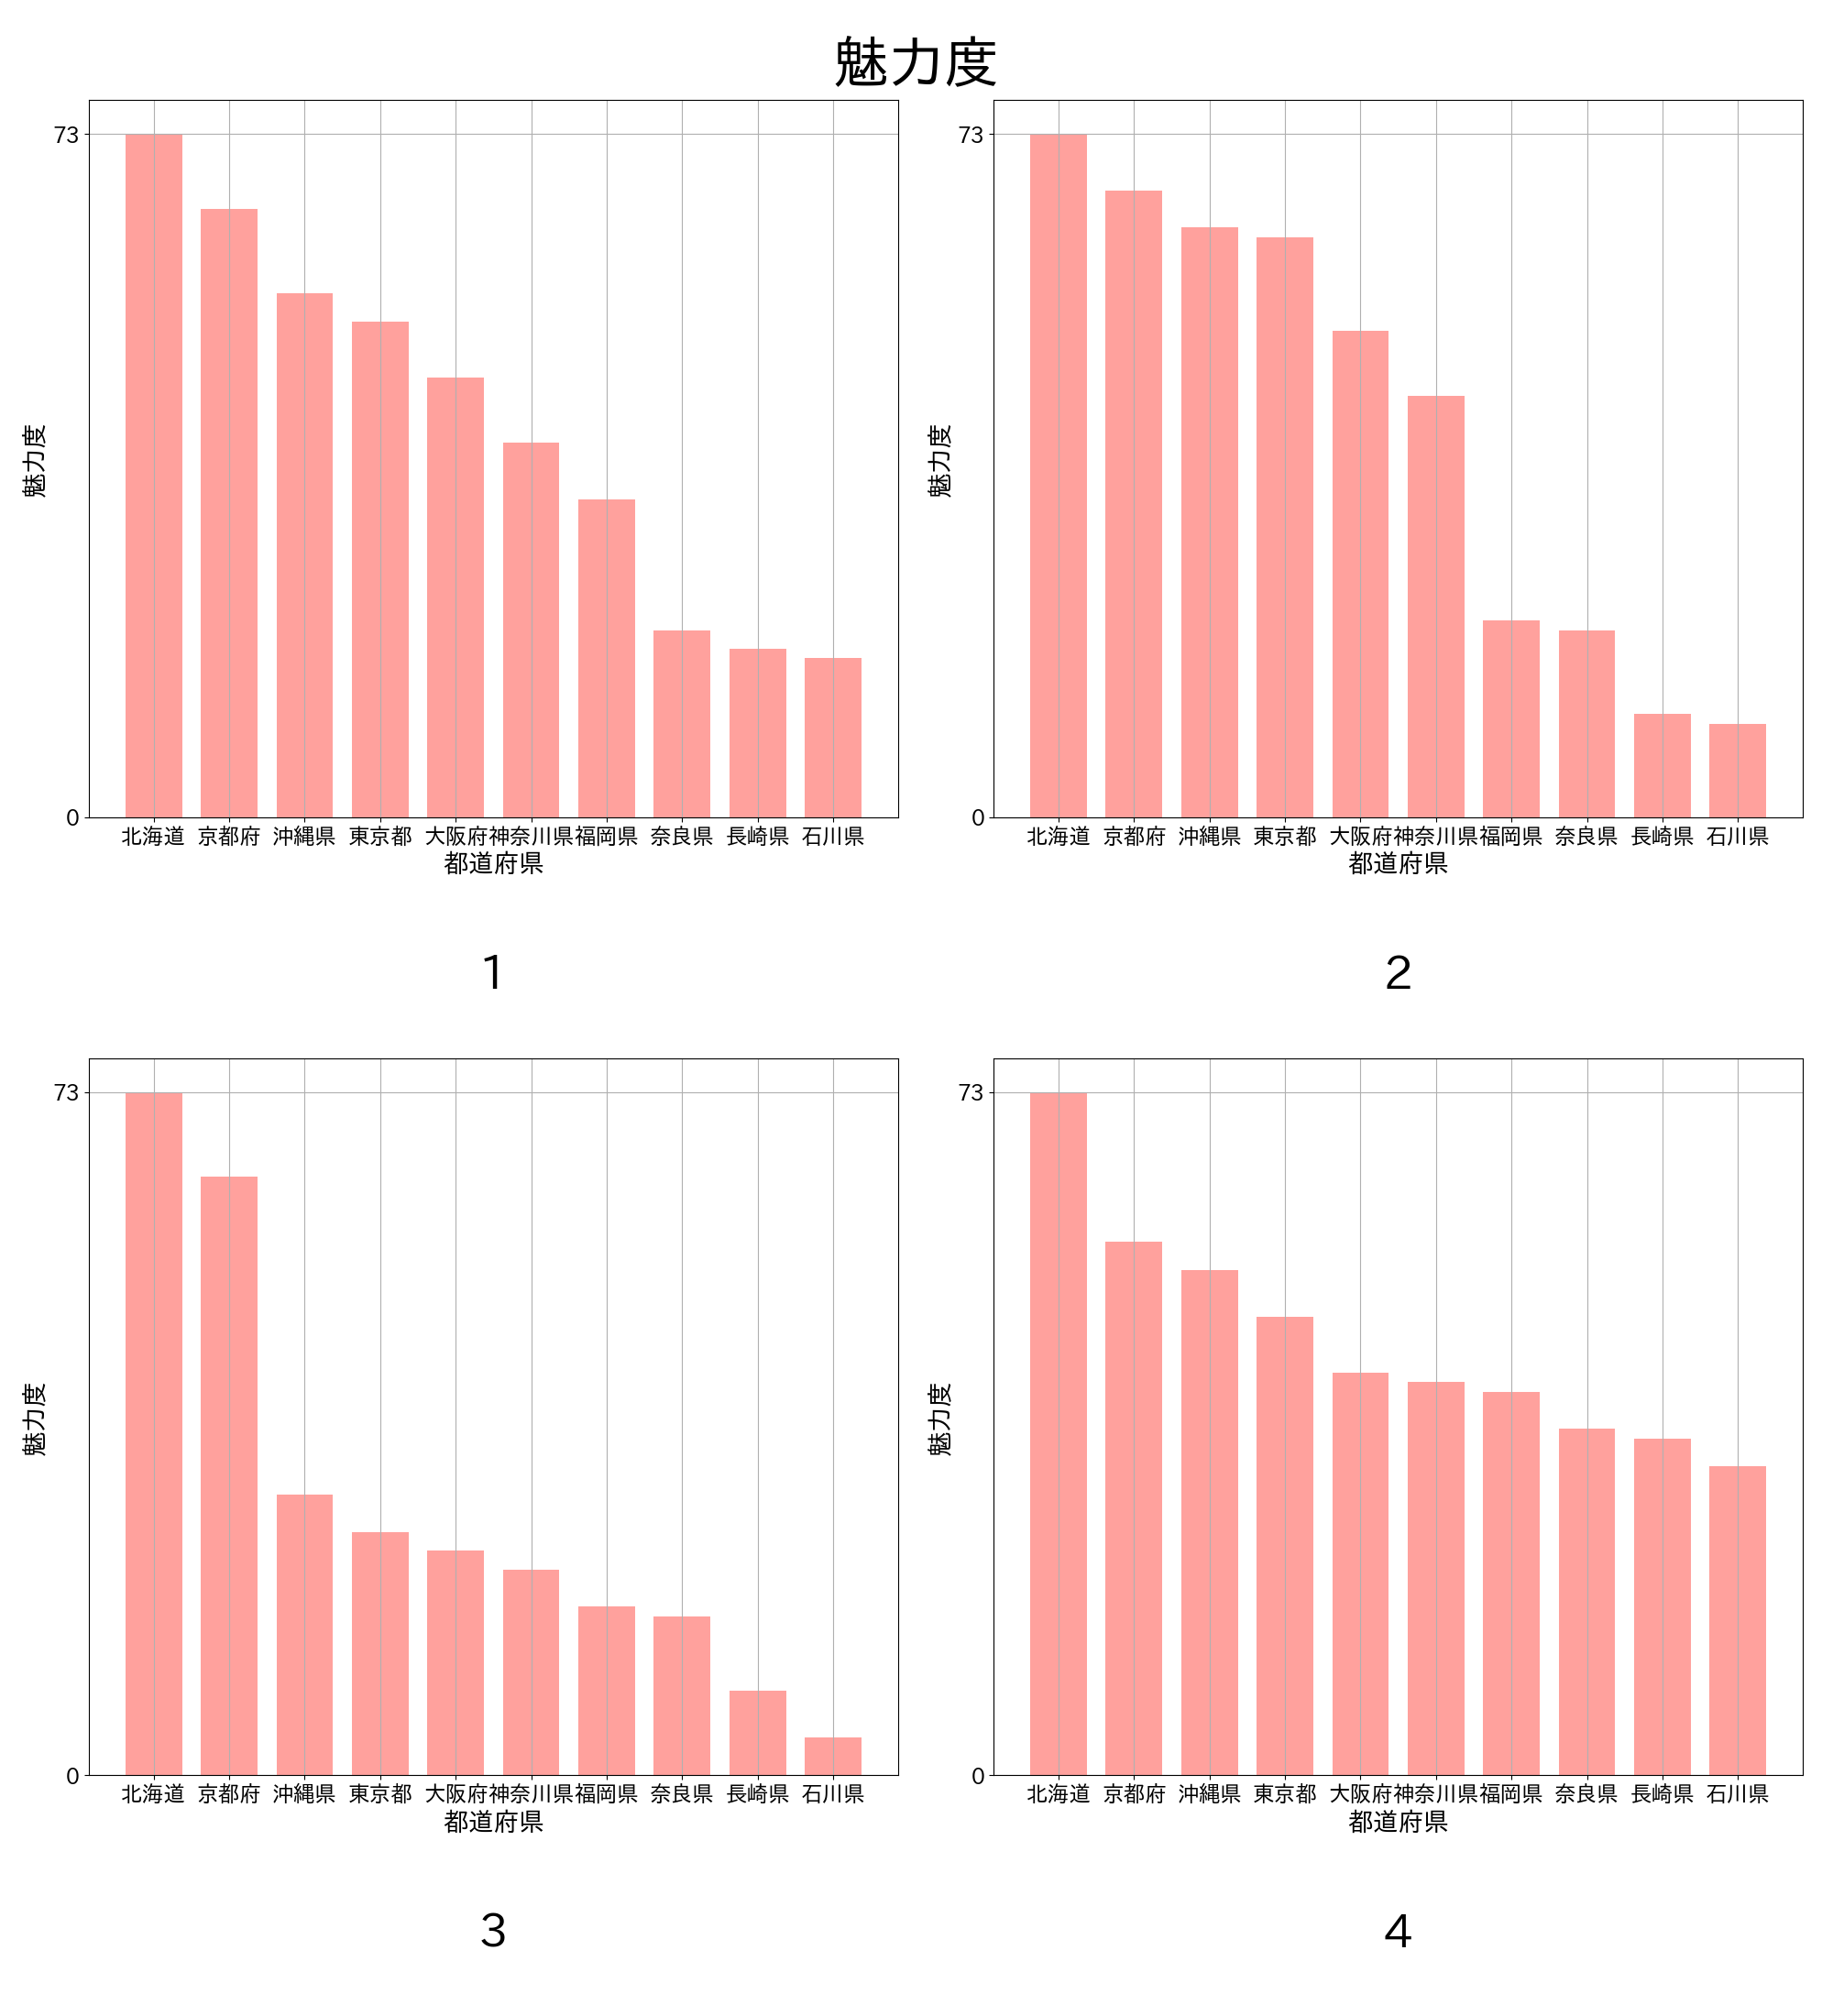 魅力度
73
魅力度
0
北海道 京都府 沖縄県 東京都 大阪府 神奈川県 福岡県 奈良県 長崎県 石川県
都道府県
1
73
魅力度
0
北海道 京都府 沖縄県 東京都 大阪府 神奈川県 福岡県 奈良県 長崎県 石川県
都道府県
2
73
魅力度
0
北海道 京都府 沖縄県 東京都 大阪府 神奈川県 福岡県 奈良県 長崎県 石川県
都道府県
3
73
魅力度
0
北海道 京都府 沖縄県 東京都 大阪府 神奈川県 福岡県 奈良県 長崎県 石川県
都道府県
4